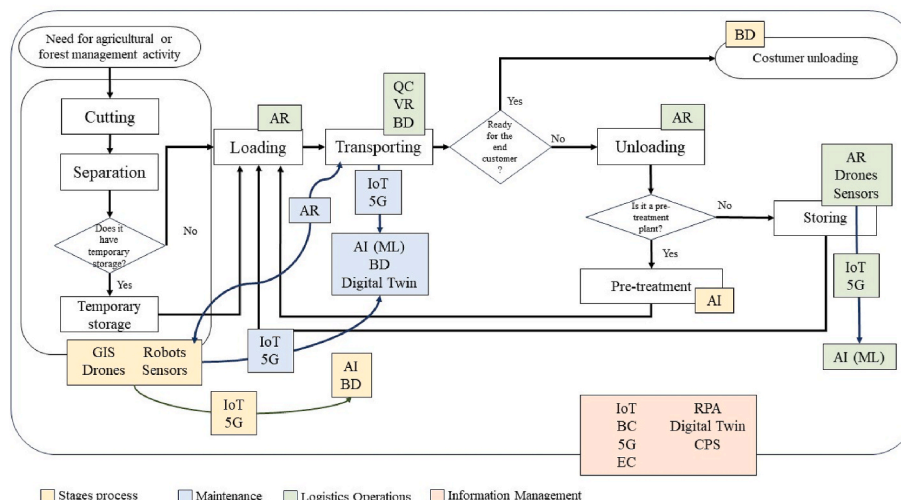 Need for agricultural or
forest management activity
Cutting
Separation
Does it
have
temporary
storage?
No
Yes
Temporary
storage
GIS Robots
Drones Sensors
IoT
5G
AI
BD
AR
Loading
QC
VR
BD
Transporting
AR
IoT
5G
AI (ML)
BD
Digital Twin
IoT
5G
Ready
for the
end
customer
?
Yes
No
BD
Costumer unloading
AR
Unloading
Is it a pre-
treatment
plant?
No
Yes
Pre-treatment
AI
AR
Drones
Sensors
Storing
IoT
5G
AI (ML)
IoT RPA
BC Digital Twin
5G CPS
EC
Stages process Maintenance Logistics Operations Information Management